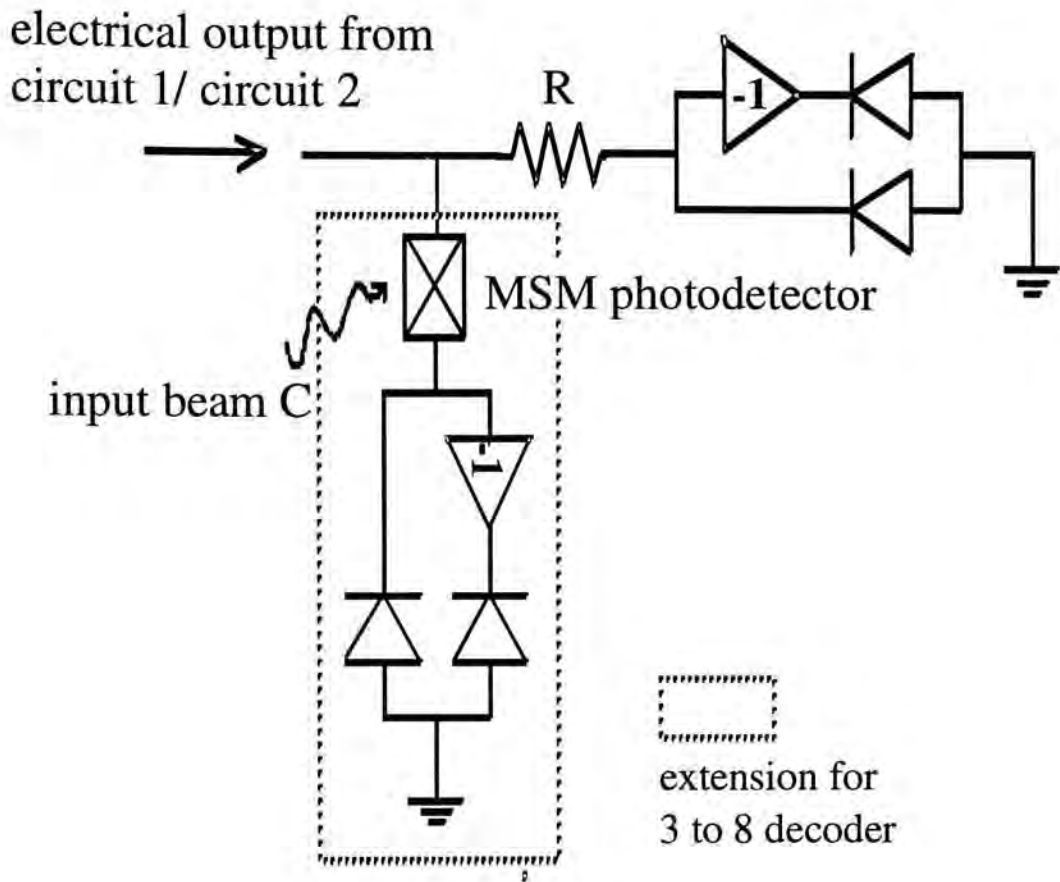 electrical output from
circuit 1/ circuit 2
R
-1
MSM photodetector
input beam C
-1
extension for
3 to 8 decoder